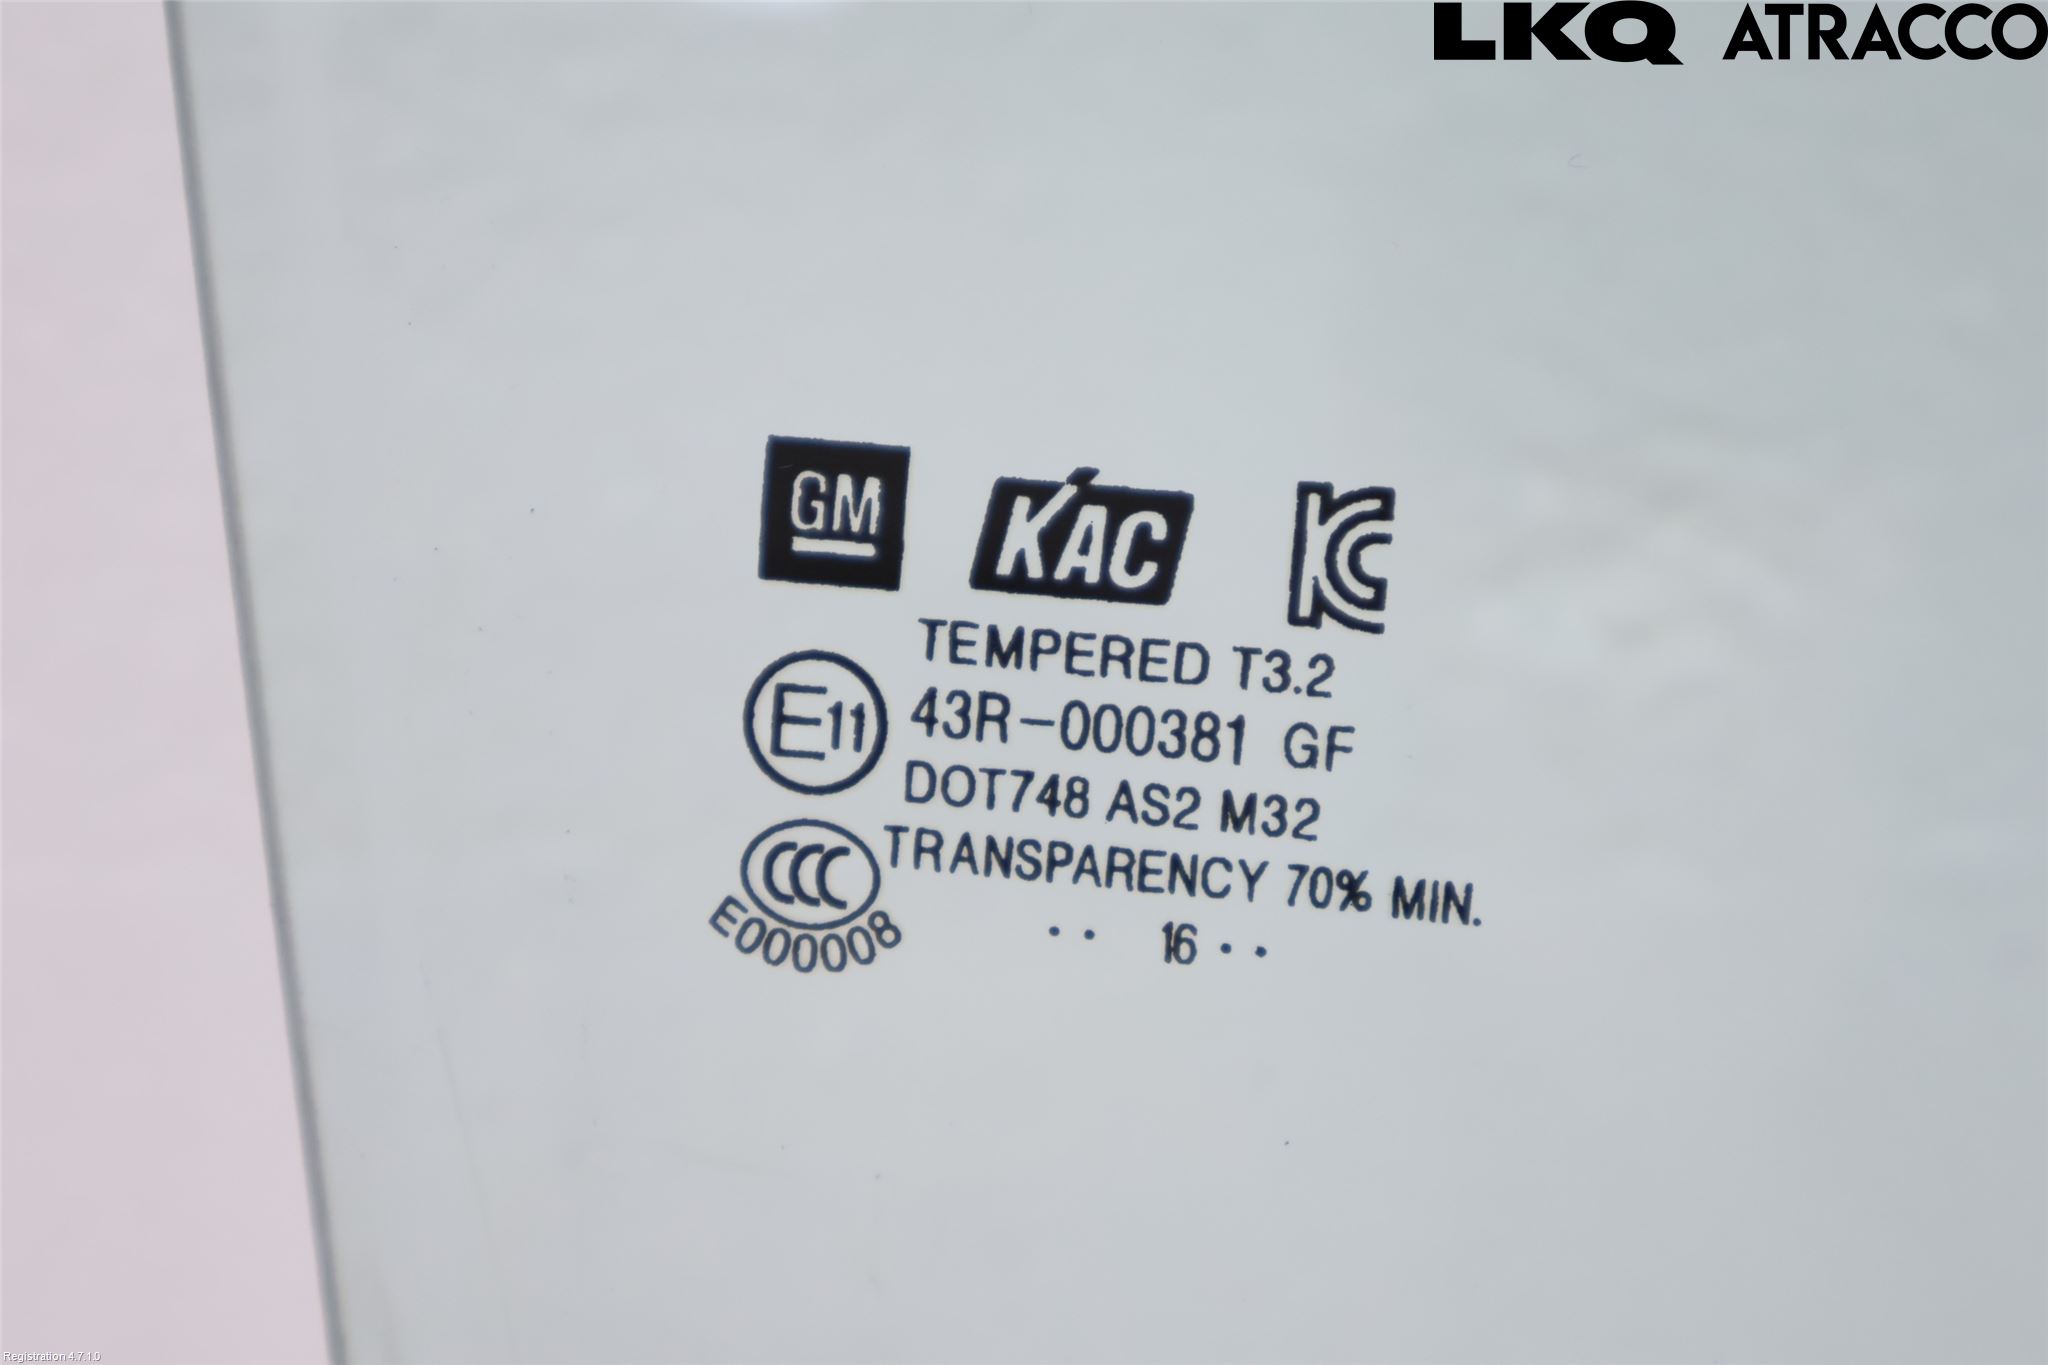 LKQ ATRACCO
GM KAC KC
TEMPERED T3.2
E11 43R-000381 GF
DOT748 AS2 M32
CCC TRANSPARENCY 70% MIN.
E000008 .. 16 ..
Registration 4.7.1.0